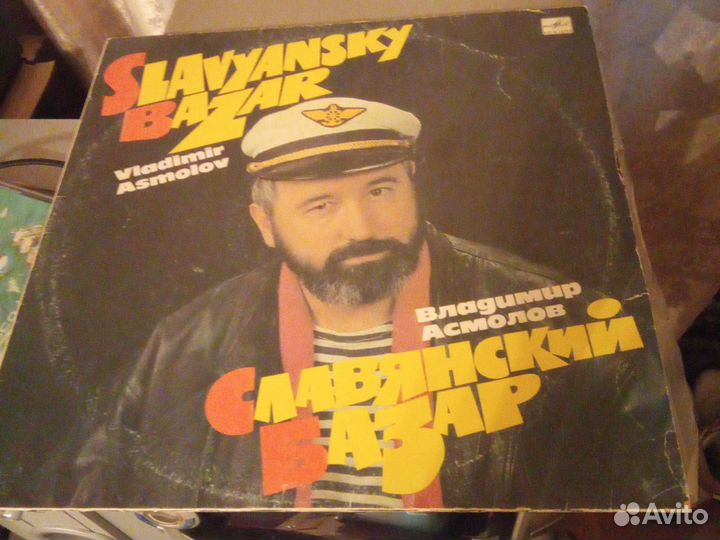 SLAVYANSKY
BAZAR
Vladimir
Asmolov
Владимир
Асмолов
СЛАВЯНСКИЙ
БАЗАР
Avito